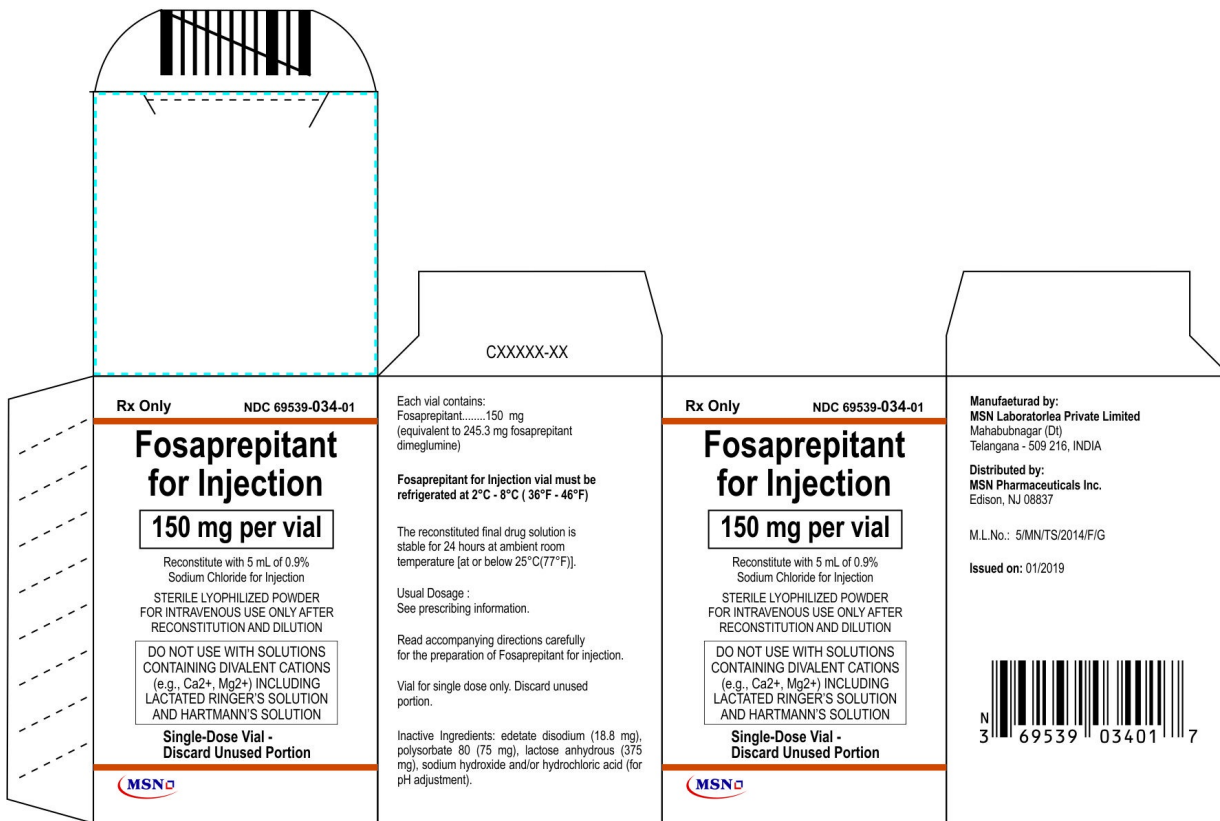 CXXXXX-XX
Rx Only NDC 69539-034-01
Fosaprepitant
for Injection
150 mg per vial
Reconstitute with 5 mL of 0.9%
Sodium Chloride for Injection
STERILE LYOPHILIZED POWDER
FOR INTRAVENOUS USE ONLY AFTER
RECONSTITUTION AND DILUTION
DO NOT USE WITH SOLUTIONS
CONTAINING DIVALENT CATIONS
(e.g., Ca2+, Mg2+) INCLUDING
LACTATED RINGER'S SOLUTION
AND HARTMANN'S SOLUTION
Single-Dose Vial -
Discard Unused Portion
MSN
Each vial contains:
Fosaprepitant........150 mg
(equivalent to 245.3 mg fosaprepitant
dimeglumine)
Fosaprepitant for Injection vial must be
refrigerated at 2°C - 8°C ( 36°F - 46°F)
The reconstituted final drug solution is
stable for 24 hours at ambient room
temperature [at or below 25°C(77°F)].
Usual Dosage :
See prescribing information.
Read accompanying directions carefully
for the preparation of Fosaprepitant for injection.
Vial for single dose only. Discard unused
portion.
Inactive Ingredients: edetate disodium (18.8 mg),
polysorbate 80 (75 mg), lactose anhydrous (375
mg), sodium hydroxide and/or hydrochloric acid (for
pH adjustment).
Rx Only NDC 69539-034-01
Fosaprepitant
for Injection
150 mg per vial
Reconstitute with 5 mL of 0.9%
Sodium Chloride for Injection
STERILE LYOPHILIZED POWDER
FOR INTRAVENOUS USE ONLY AFTER
RECONSTITUTION AND DILUTION
DO NOT USE WITH SOLUTIONS
CONTAINING DIVALENT CATIONS
(e.g., Ca2+, Mg2+) INCLUDING
LACTATED RINGER'S SOLUTION
AND HARTMANN'S SOLUTION
Single-Dose Vial -
Discard Unused Portion
MSN
Manufaeturad by:
MSN Laboratorlea Private Limited
Mahabubnagar (Dt)
Telangana - 509 216, INDIA
Distributed by:
MSN Pharmaceuticals Inc.
Edison, NJ 08837
M.L.No.: 5/MN/TS/2014/F/G
Issued on: 01/2019
N
3 69539 03401 7